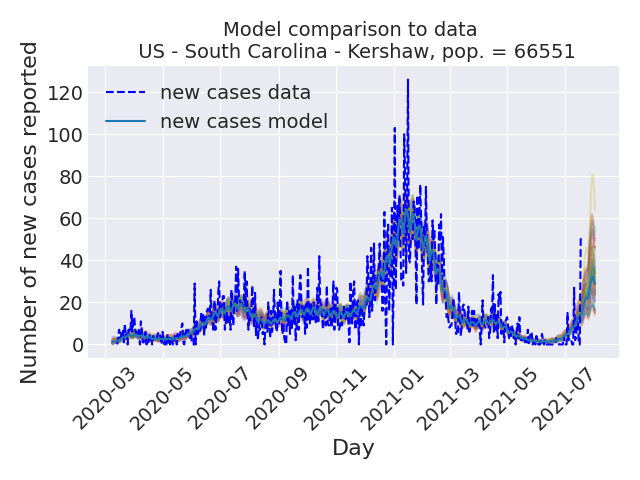 Model comparison to data
US - South Carolina - Kershaw, pop. = 66551
Number of new cases reported
120
100
80
60
40
20
0
new cases data
new cases model
2020-03
2020-05
2020-07
2020-09
2020-11
2021-01
2021-03
2021-05
2021-07
Day